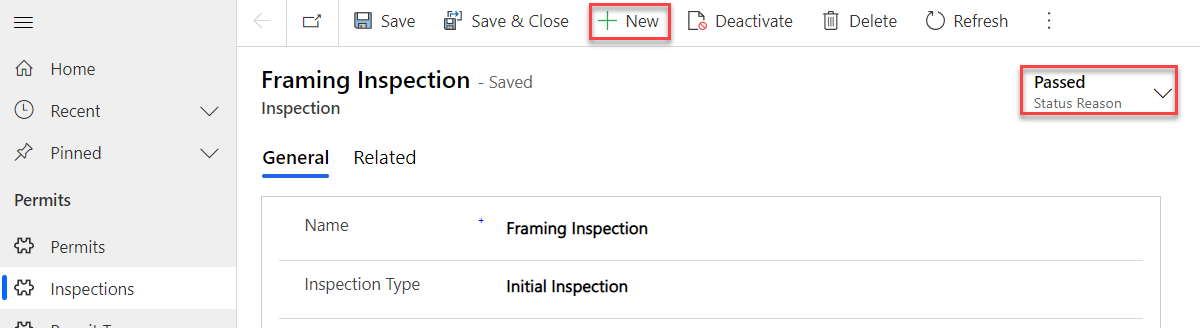 Save
Save & Close
New
Deactivate
Delete
Refresh
Home
Recent
Pinned
Permits
Permits
Inspections
Framing Inspection - Saved
Inspection
Passed
Status Reason
General
Related
Name + Framing Inspection
Inspection Type Initial Inspection